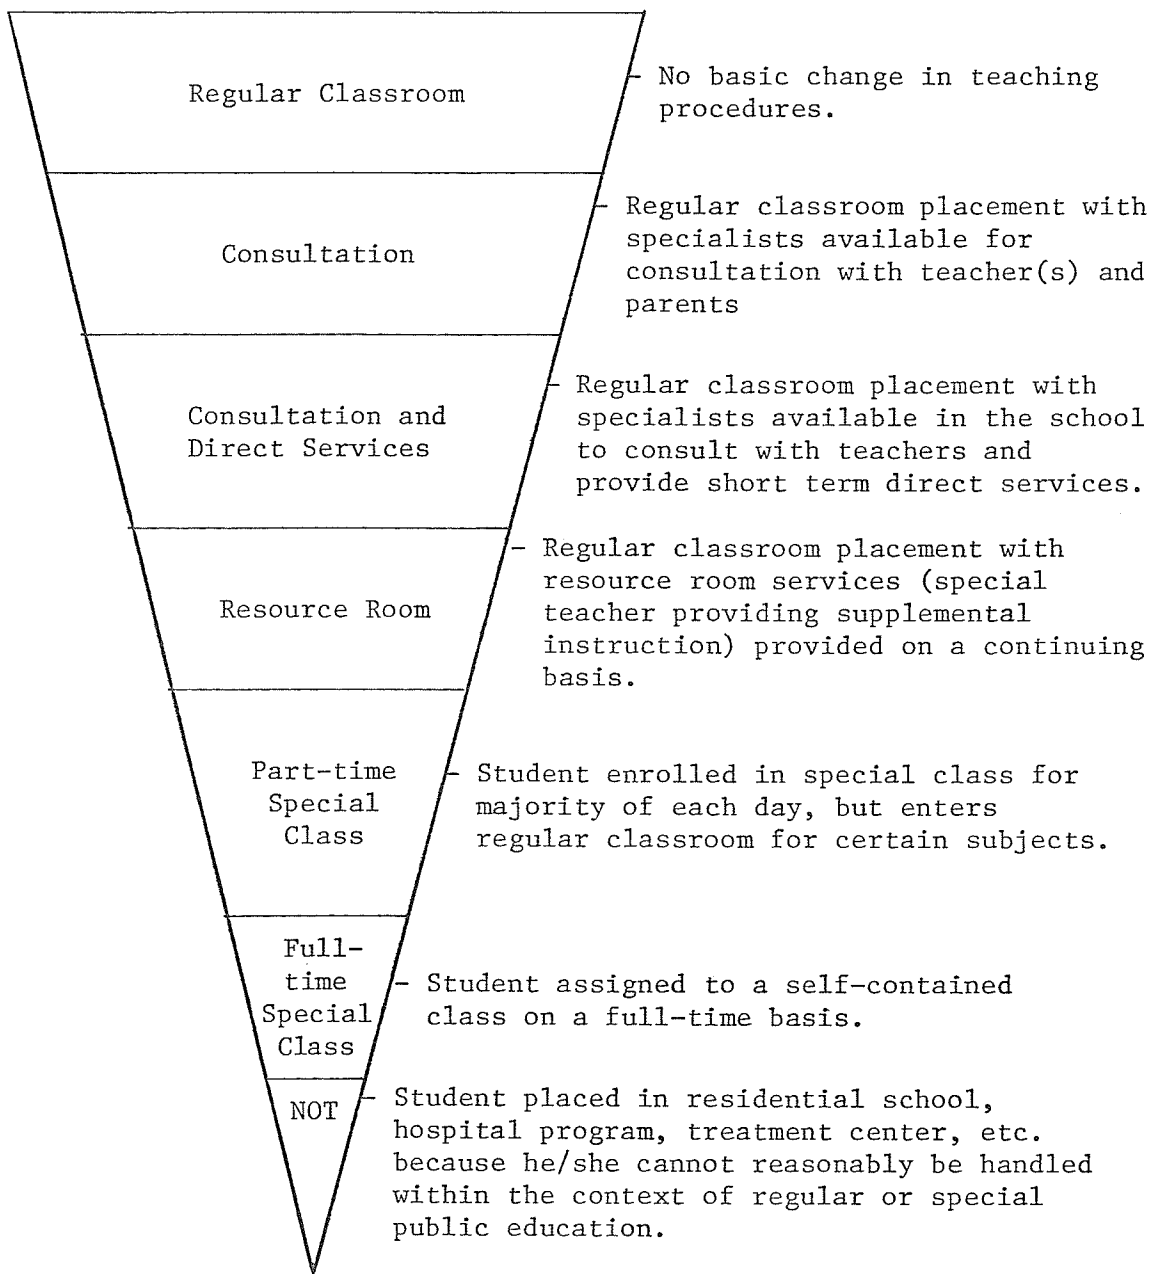 Regular Classroom
- No basic change in teaching
procedures.
Consultation
- Regular classroom placement with
specialists available for
consultation with teacher(s) and
parents
Consultation and
Direct Services
- Regular classroom placement with
specialists available in the school
to consult with teachers and
provide short term direct services.
Resource Room
- Regular classroom placement with
resource room services (special
teacher providing supplemental
instruction) provided on a continuing
basis.
Part-time
Special
Class
- Student enrolled in special class for
majority of each day, but enters
regular classroom for certain subjects.
Full-
time
Special
Class
- Student assigned to a self-contained
class on a full-time basis.
NOT
- Student placed in residential school,
hospital program, treatment center, etc.
because he/she cannot reasonably be handled
within the context of regular or special
public education.